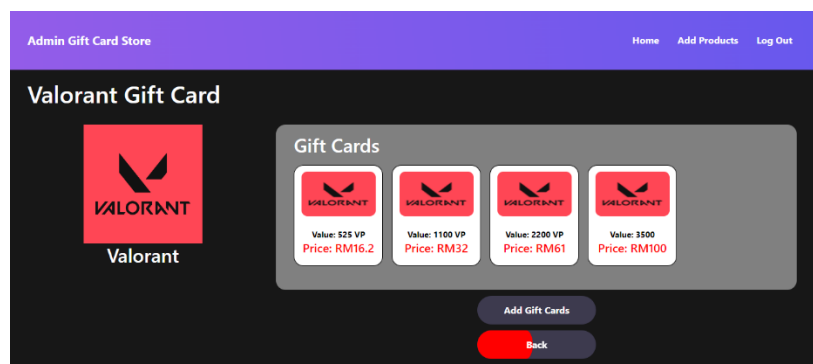 Admin Gift Card Store
Home Add Products Log Out
Valorant Gift Card
VALORANT
Valorant
Gift Cards
VALORANT VALORANT VALORANT VALORANT
Value: 525 VP Value: 1100 VP Value: 2200 VP Value: 3500
Price: RM16.2 Price: RM32 Price: RM61 Price: RM100
Add Gift Cards
Back